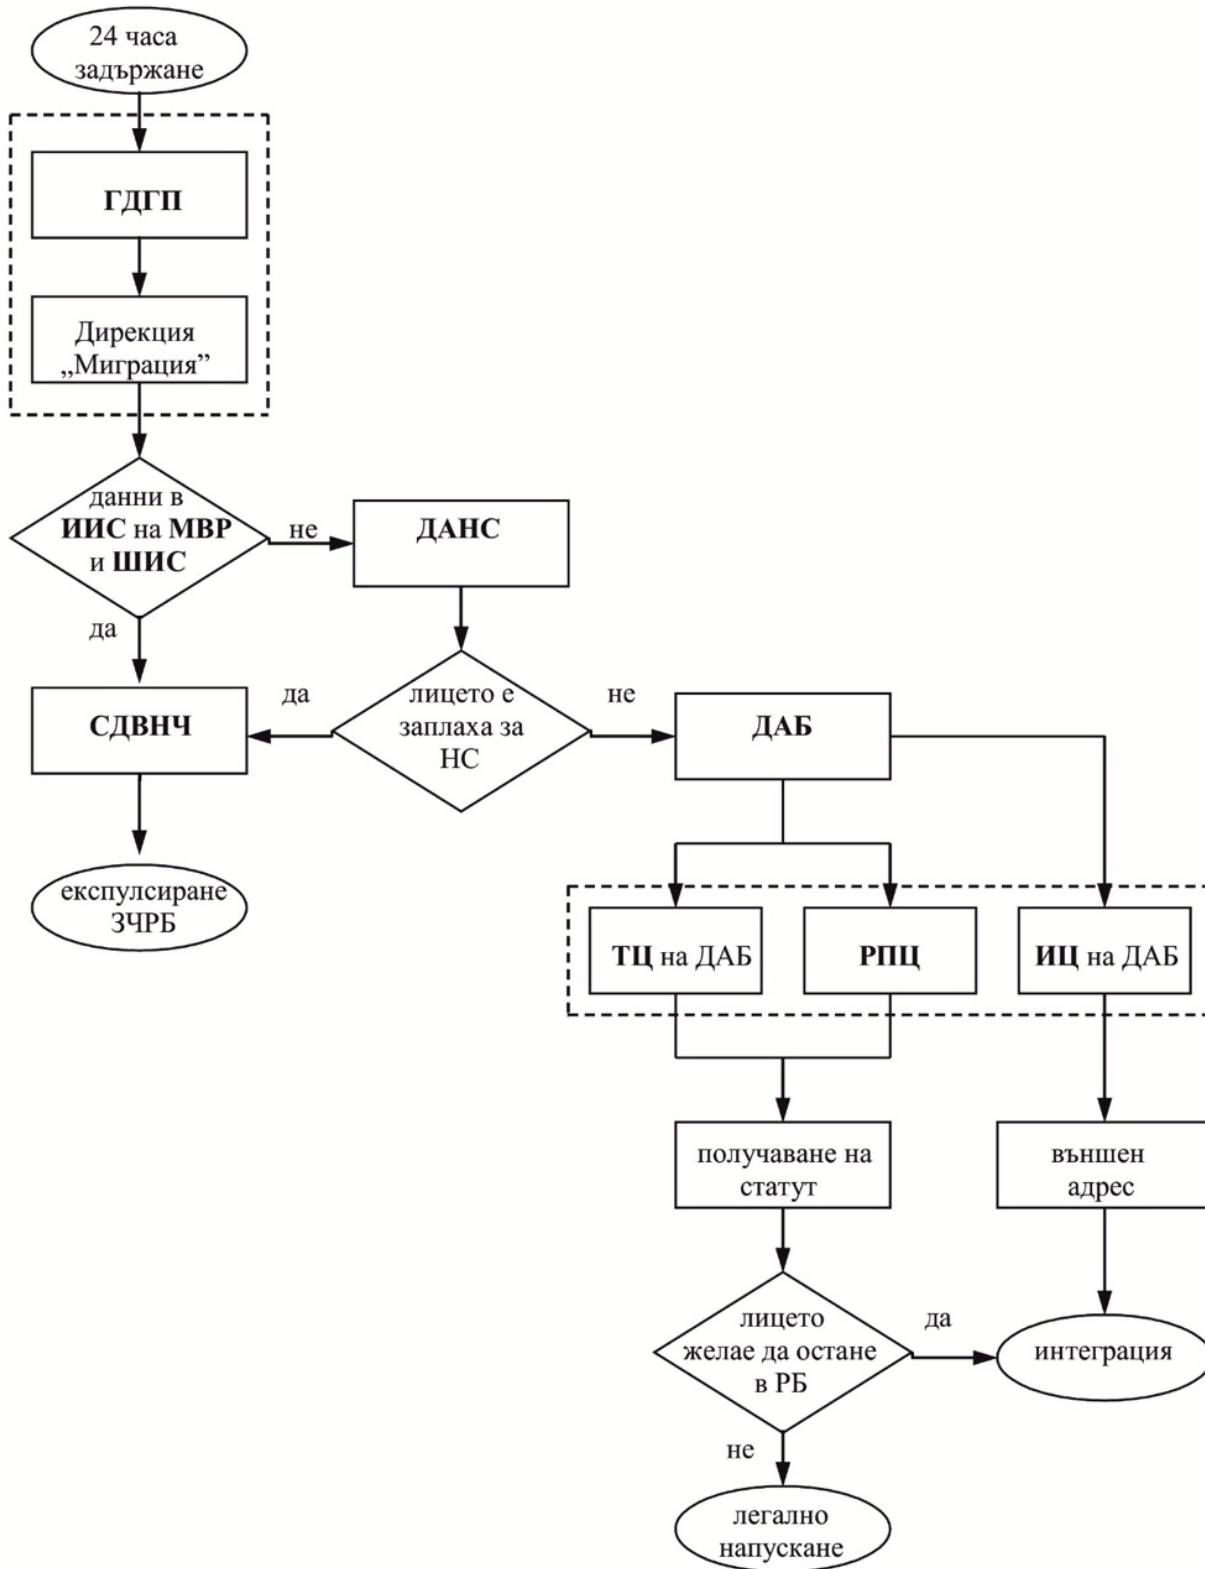 24 часа
задържане
ГДГП
Дирекция
„Миграция”
данни в
ИИС на МВР
и ШИС
не
ДАНС
да
СДВНЧ
да
лицето е
заплаха за
НС
не
ДАБ
експулсиране
ЗЧРБ
ТЦ на ДАБ
РПЦ
ИЦ на ДАБ
получаване на
статут
външен
адрес
лицето
желае да остане
в РБ
да
интеграция
не
легално
напускане